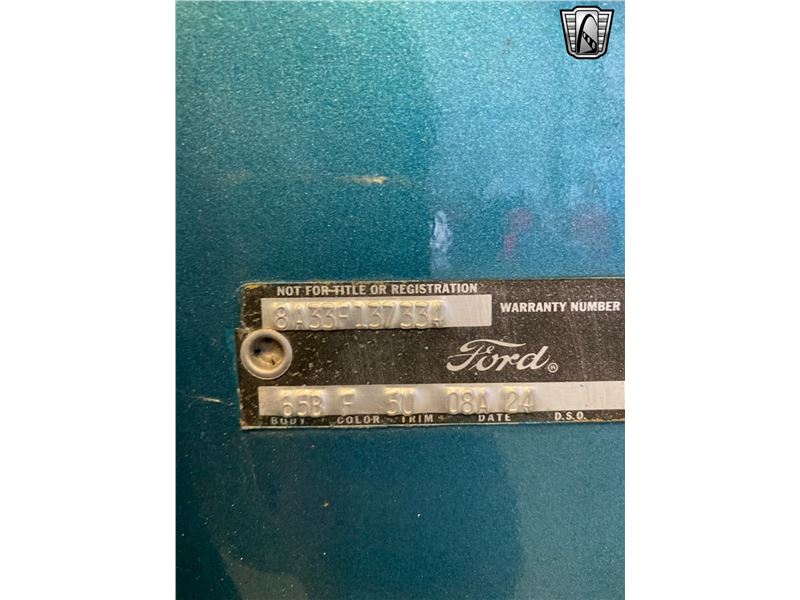 NOT FOR TITLE OR REGISTRATION
8A33F137334
WARRANTY NUMBER
Ford®
65B F 5U 08A 24
BODY COLOR TRIM DATE D.S.O.